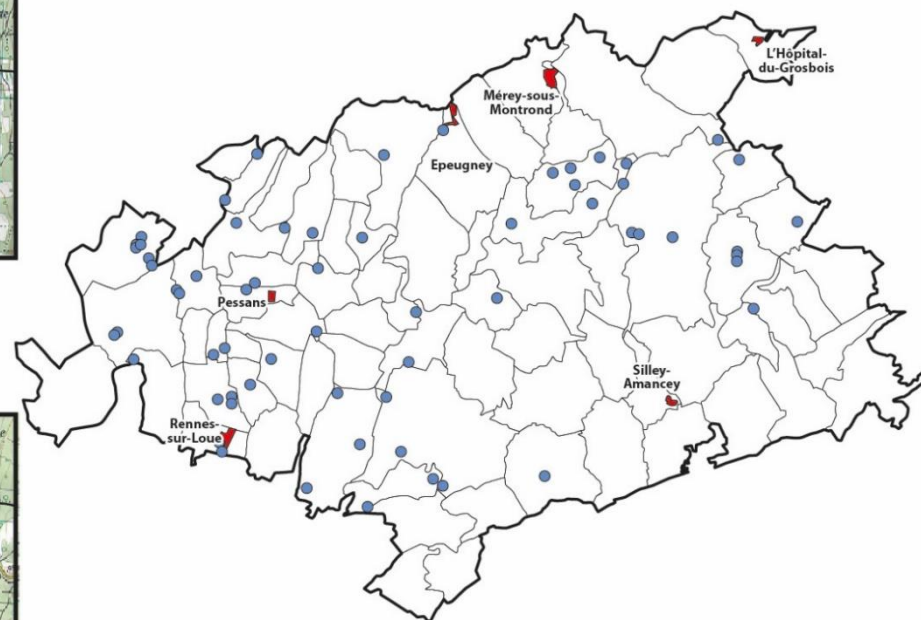 L'Hôpital-
du-Grosbois
Mérey-sous-
Montrond
Epeugney
Pessans
Silley-
Amancey
Rennes-
sur-Loue